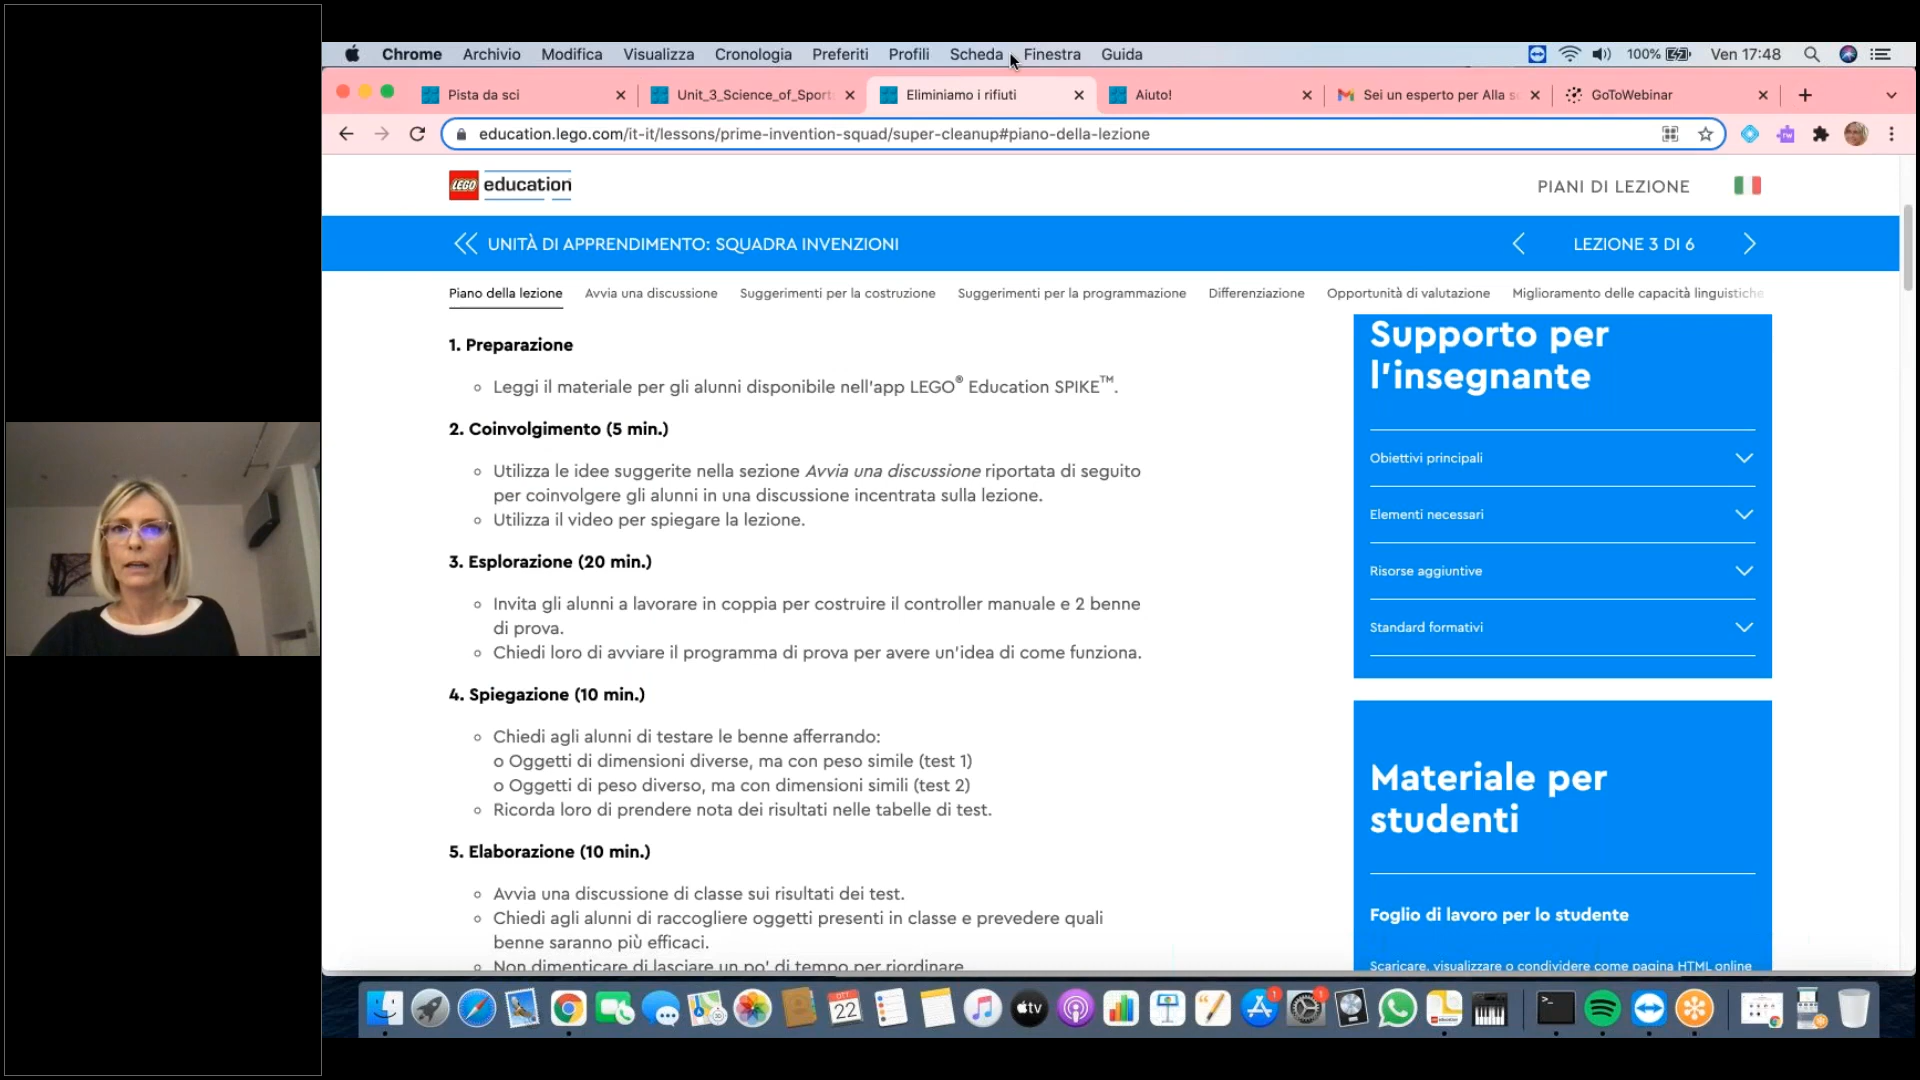 Chrome Archivio Modifica Visualizza Cronologia Preferiti Profili Scheda Finestra Guida 100% Ven 17:48
Pista da sci Unit_3_Science_of_Sport Eliminiamo i rifiuti Aiuto! Sei un esperto per Alla s GoToWebinar
education.lego.com/it-it/lessons/prime-invention-squad/super-cleanup#piano-della-lezione
LEGO education PIANI DI LEZIONE
UNITÀ DI APPRENDIMENTO: SQUADRA INVENZIONI LEZIONE 3 DI 6
Piano della lezione Avvia una discussione Suggerimenti per la costruzione Suggerimenti per la programmazione Differenziazione Opportunità di valutazione Miglioramento delle capacità linguistiche
1. Preparazione
Leggi il materiale per gli alunni disponibile nell'app LEGO® Education SPIKE™.
2. Coinvolgimento (5 min.)
Utilizza le idee suggerite nella sezione Avvia una discussione riportata di seguito
per coinvolgere gli alunni in una discussione incentrata sulla lezione.
Utilizza il video per spiegare la lezione.
3. Esplorazione (20 min.)
Invita gli alunni a lavorare in coppia per costruire il controller manuale e 2 benne
di prova.
Chiedi loro di avviare il programma di prova per avere un'idea di come funziona.
4. Spiegazione (10 min.)
Chiedi agli alunni di testare le benne afferrando:
o Oggetti di dimensioni diverse, ma con peso simile (test 1)
o Oggetti di peso diverso, ma con dimensioni simili (test 2)
Ricorda loro di prendere nota dei risultati nelle tabelle di test.
5. Elaborazione (10 min.)
Avvia una discussione di classe sui risultati dei test.
Chiedi agli alunni di raccogliere oggetti presenti in classe e prevedere quali
benne saranno più efficaci.
Non dimenticare di lasciare un po' di tempo per riordinare
Supporto per
l'insegnante
Obiettivi principali
Elementi necessari
Risorse aggiuntive
Standard formativi
Materiale per
studenti
Foglio di lavoro per lo studente
Scaricare, visualizzare o condividere come pagina HTML online
22
tv